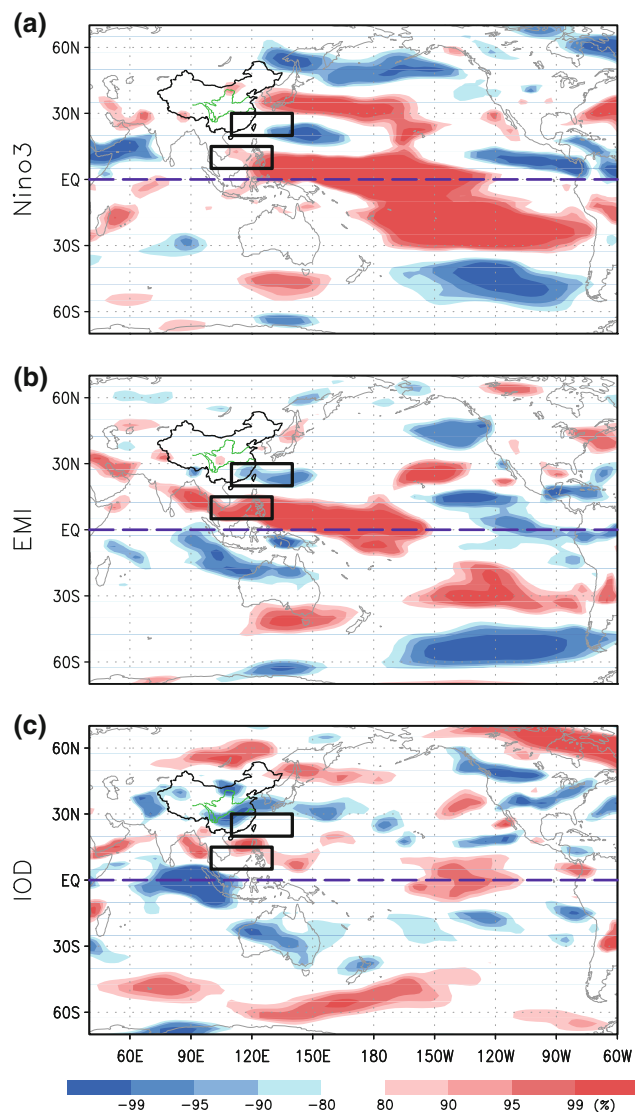 (a)
60N
30N
EQ
30S
60S
Nino3
(b)
60N
30N
EQ
30S
60S
EMI
(c)
60N
30N
EQ
30S
60S
IOD
60E 90E 120E 150E 180 150W 120W 90W 60W
-99 -95 -90 -80 80 90 95 99 (%)